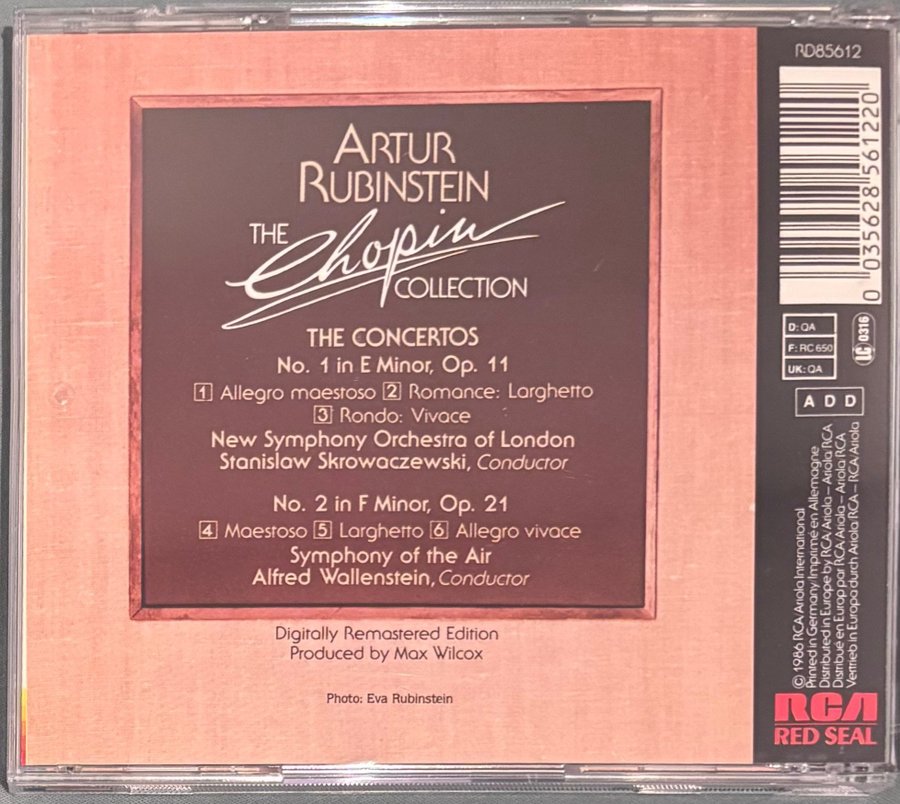 ARTUR
RUBINSTEIN
THE Chopin
COLLECTION
THE CONCERTOS
No. 1 in E Minor, Op. 11
1 Allegro maestoso 2 Romance: Larghetto
3 Rondo: Vivace
New Symphony Orchestra of London
Stanislaw Skrowaczewski, Conductor
No. 2 in F Minor, Op. 21
4 Maestoso 5 Larghetto 6 Allegro vivace
Symphony of the Air
Alfred Wallenstein, Conductor
Digitally Remastered Edition
Produced by Max Wilcox
Photo: Eva Rubinstein
RD85612
0 035628 561220
D: QA
F: RC 650
UK: QA
LC 0316
A D D
© 1986 RCA/Ariola International
Printed in Germany Imprimé en Allemagne
Distributed in Europe by RCA/Ariola – Ariola RCA
Distribué en Europ par RCA/Ariola – Ariola RCA
Vertrieb in Europa durch Ariola RCA – RCA/Ariola
RCA
RED SEAL